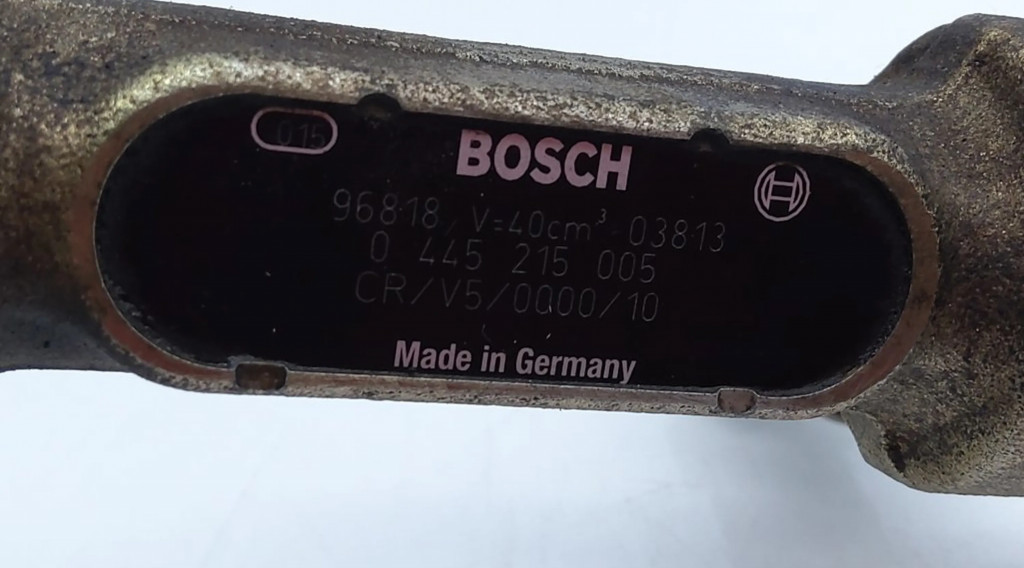 015
BOSCH
96818, V=40cm³ 03813
0 445 215 005
CR/V5/0000/10
Made in Germany